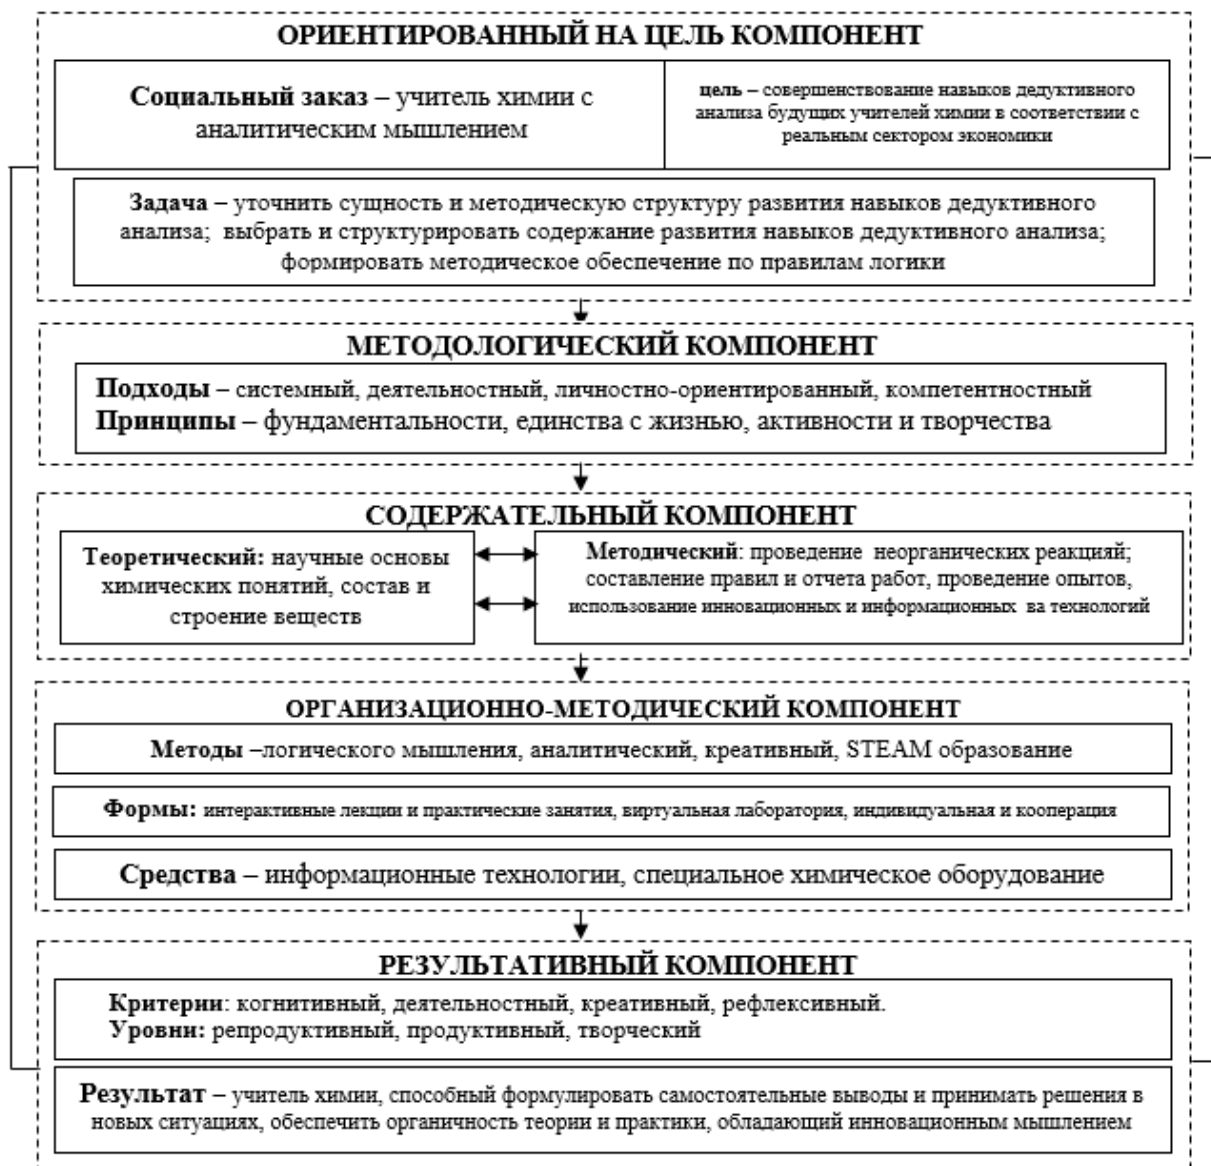 ОРИЕНТИРОВАННЫЙ НА ЦЕЛЬ КОМПОНЕНТ
Социальный заказ – учитель химии с
аналитическим мышлением
цель – совершенствование навыков дедуктивного
анализа будущих учителей химии в соответствии с
реальным сектором экономики
Задача – уточнить сущность и методическую структуру развития навыков дедуктивного
анализа; выбрать и структурировать содержание развития навыков дедуктивного анализа;
формировать методическое обеспечение по правилам логики
МЕТОДОЛОГИЧЕСКИЙ КОМПОНЕНТ
Подходы – системный, деятельностный, личностно-ориентированный, компетентностный
Принципы – фундаментальности, единства с жизнью, активности и творчества
СОДЕРЖАТЕЛЬНЫЙ КОМПОНЕНТ
Теоретический: научные основы
химических понятий, состав и
строение веществ
Методический: проведение неорганических реакцияй;
составление правил и отчета работ, проведение опытов,
использование инновационных и информационных ва технологий
ОРГАНИЗАЦИОННО-МЕТОДИЧЕСКИЙ КОМПОНЕНТ
Методы –логического мышления, аналитический, креативный, STEAM образование
Формы: интерактивные лекции и практические занятия, виртуальная лаборатория, индивидуальная и кооперация
Средства – информационные технологии, специальное химическое оборудование
РЕЗУЛЬТАТИВНЫЙ КОМПОНЕНТ
Критерии: когнитивный, деятельностный, креативный, рефлексивный.
Уровни: репродуктивный, продуктивный, творческий
Результат – учитель химии, способный формулировать самостоятельные выводы и принимать решения в
новых ситуациях, обеспечить органичность теории и практики, обладающий инновационным мышлением